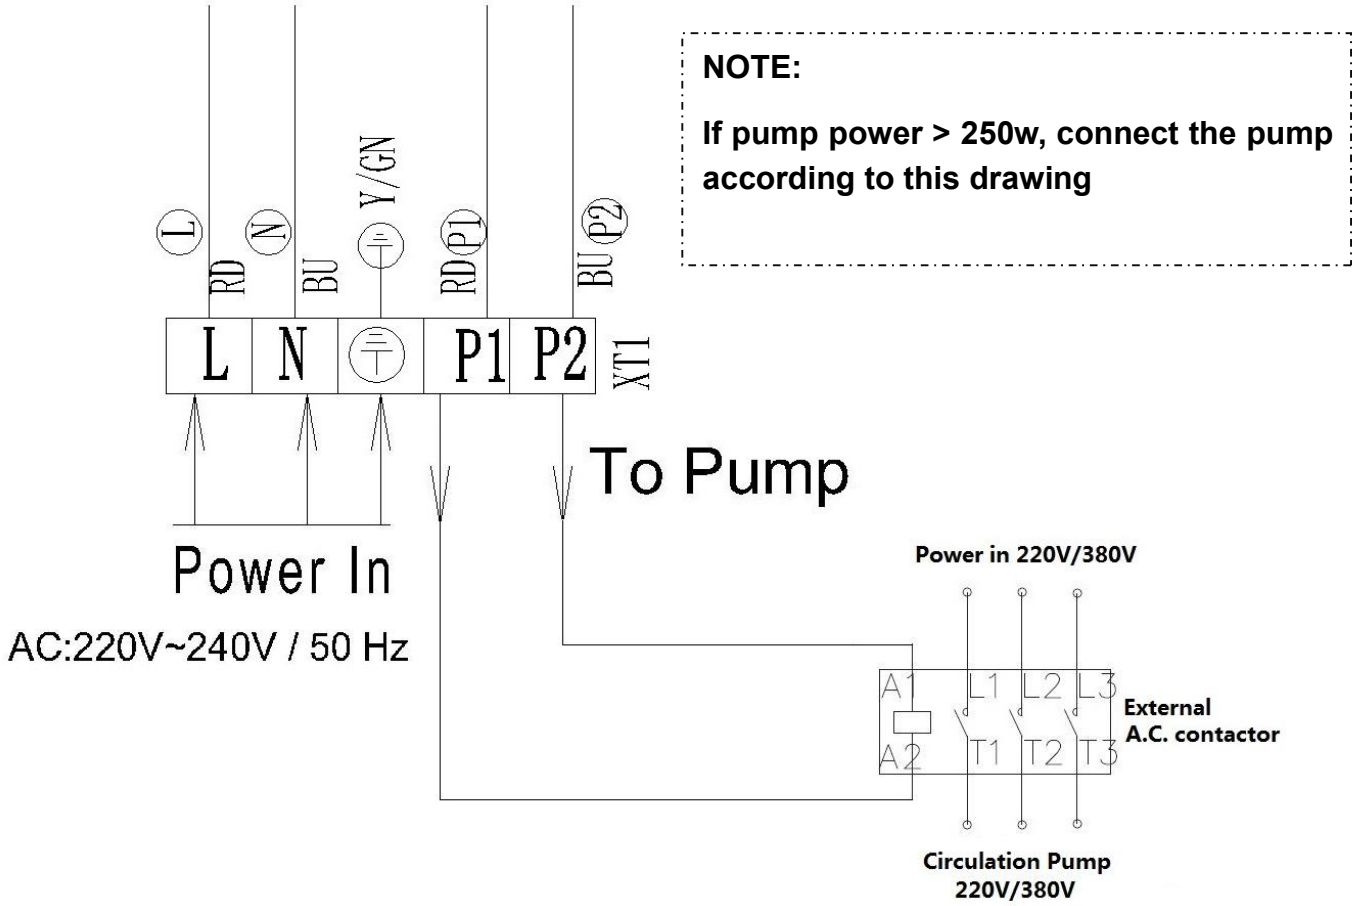 NOTE:
If pump power > 250w, connect the pump
according to this drawing
Y/GN
L
N
P1
P2
RD
BU
RD
BU
L
N
P1
P2
XT1
To Pump
Power In
AC:220V~240V / 50 Hz
Power in 220V/380V
A1
L1
L2
L3
External
A.C. contactor
A2
T1
T2
T3
Circulation Pump
220V/380V